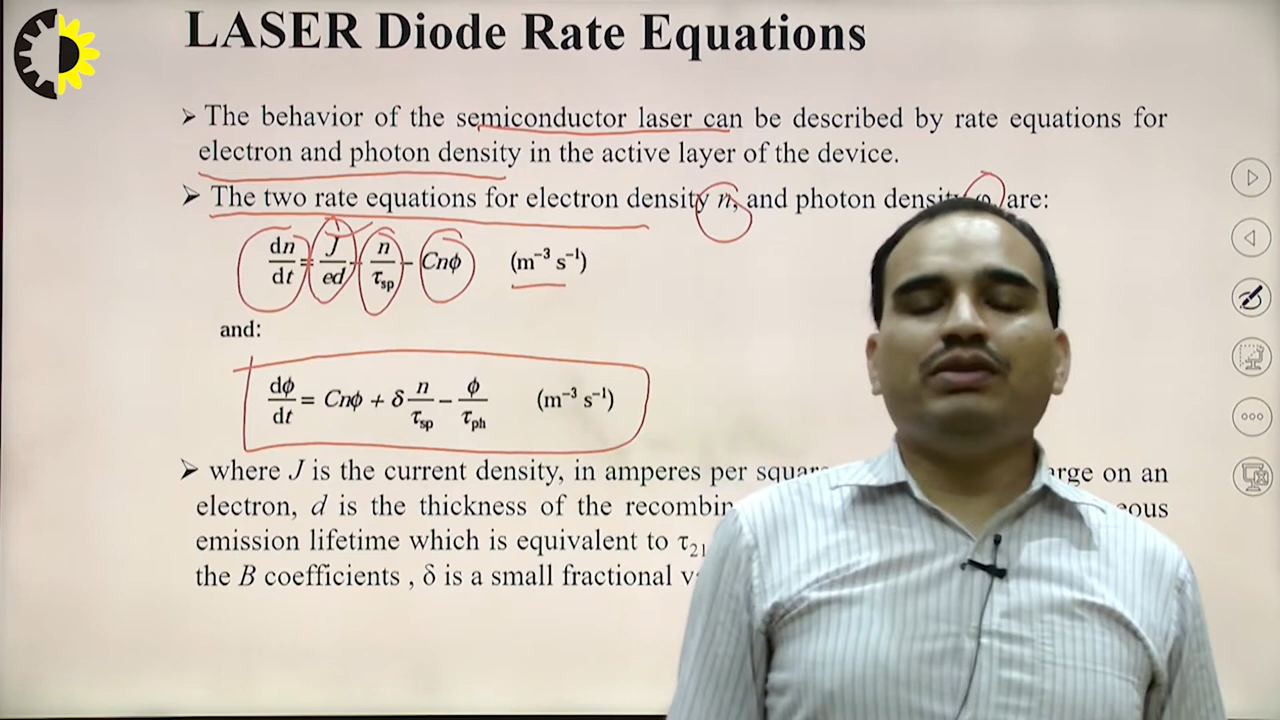 LASER Diode Rate Equations
➤ The behavior of the semiconductor laser can be described by rate equations for
electron and photon density in the active layer of the device.
➤ The two rate equations for electron density n, and photon density φ, are:
dn/dt = J/ed − n/τsp − Cnϕ (m⁻³ s⁻¹)
and:
dϕ/dt = Cnϕ + δ n/τsp − ϕ/τph (m⁻³ s⁻¹)
➤ where J is the current density, in amperes per on an
electron, d is the thickness of the
emission lifetime which is equivalent to τ21
the B coefficients , δ is a small fractional